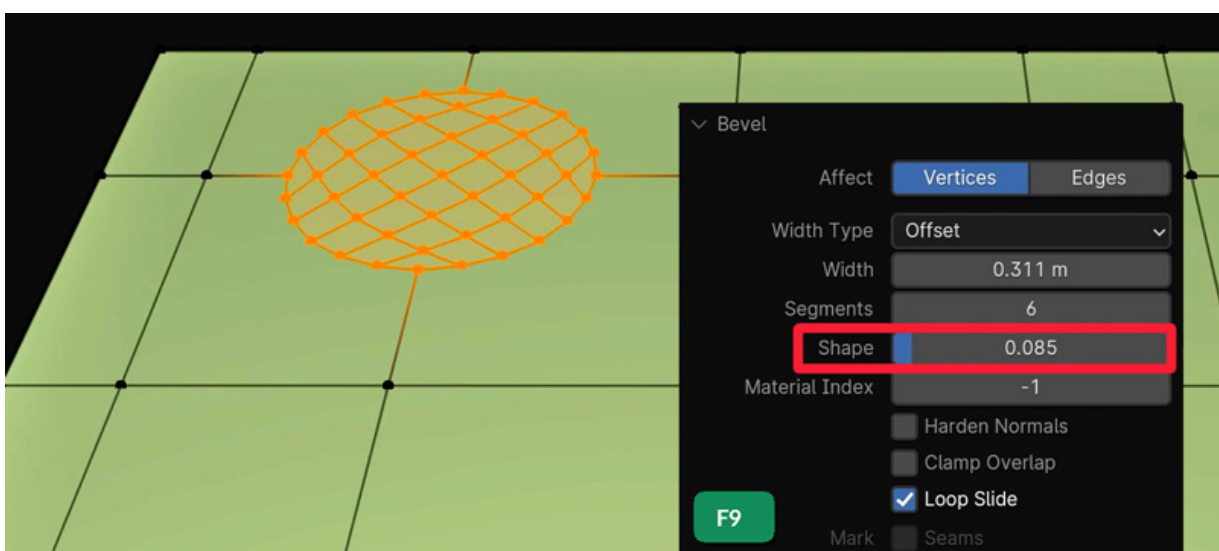 Bevel
Affect Vertices Edges
Width Type Offset
Width 0.311 m
Segments 6
Shape 0.085
Material Index -1
Harden Normals
Clamp Overlap
Loop Slide
F9
Mark Seams